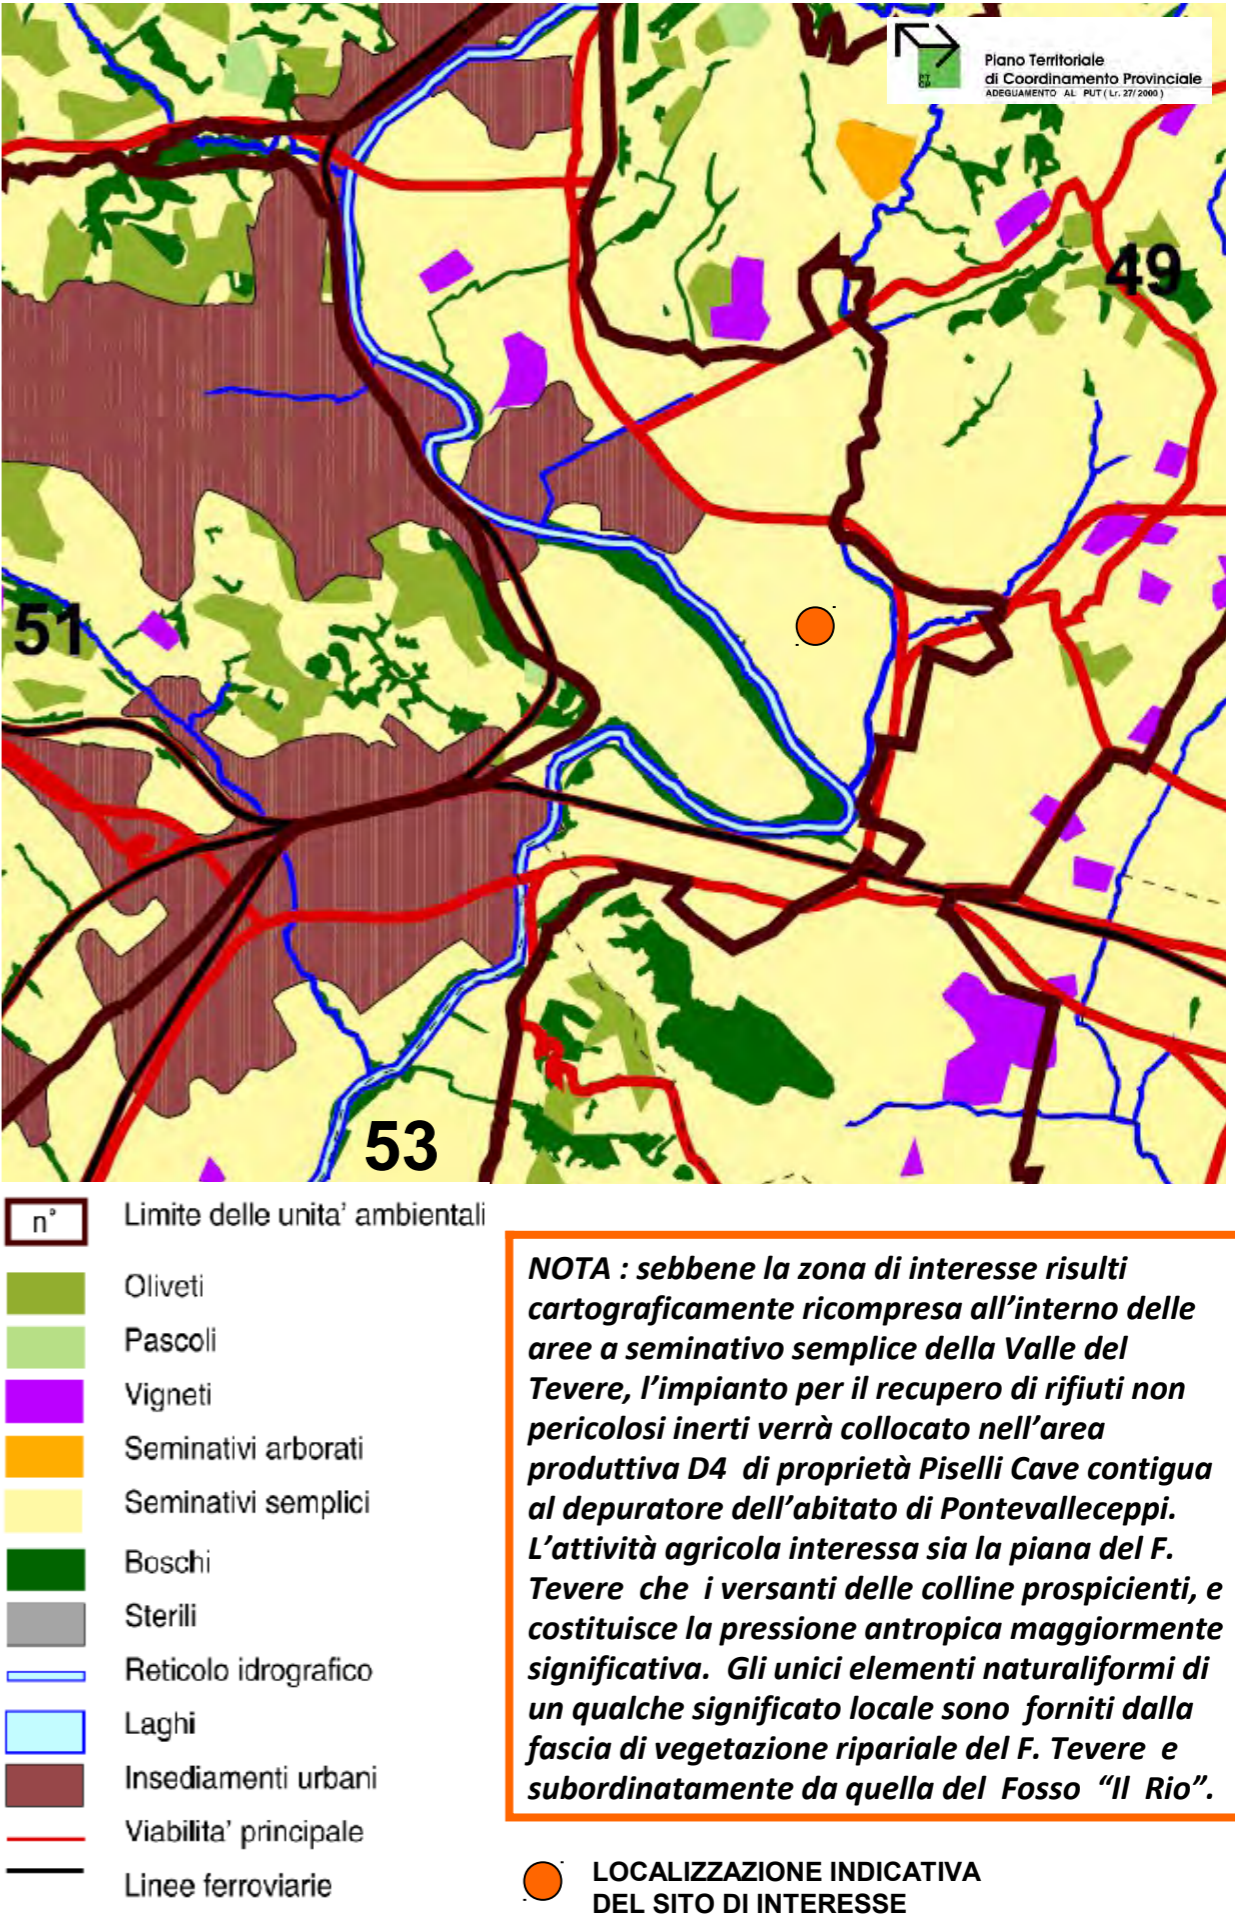 Piano Territoriale
di Coordinamento Provinciale
ADEGUAMENTO AL PUT ( Lr. 27/ 2000 )
49
51
53
n° Limite delle unita' ambientali
Oliveti
Pascoli
Vigneti
Seminativi arborati
Seminativi semplici
Boschi
Sterili
Reticolo idrografico
Laghi
Insediamenti urbani
Viabilita' principale
Linee ferroviarie
NOTA : sebbene la zona di interesse risulti
cartograficamente ricompresa all’interno delle
aree a seminativo semplice della Valle del
Tevere, l’impianto per il recupero di rifiuti non
pericolosi inerti verrà collocato nell’area
produttiva D4 di proprietà Piselli Cave contigua
al depuratore dell’abitato di Pontevalleceppi.
L’attività agricola interessa sia la piana del F.
Tevere che i versanti delle colline prospicienti, e
costituisce la pressione antropica maggiormente
significativa. Gli unici elementi naturaliformi di
un qualche significato locale sono forniti dalla
fascia di vegetazione ripariale del F. Tevere e
subordinatamente da quella del Fosso “Il Rio”.
LOCALIZZAZIONE INDICATIVA
DEL SITO DI INTERESSE